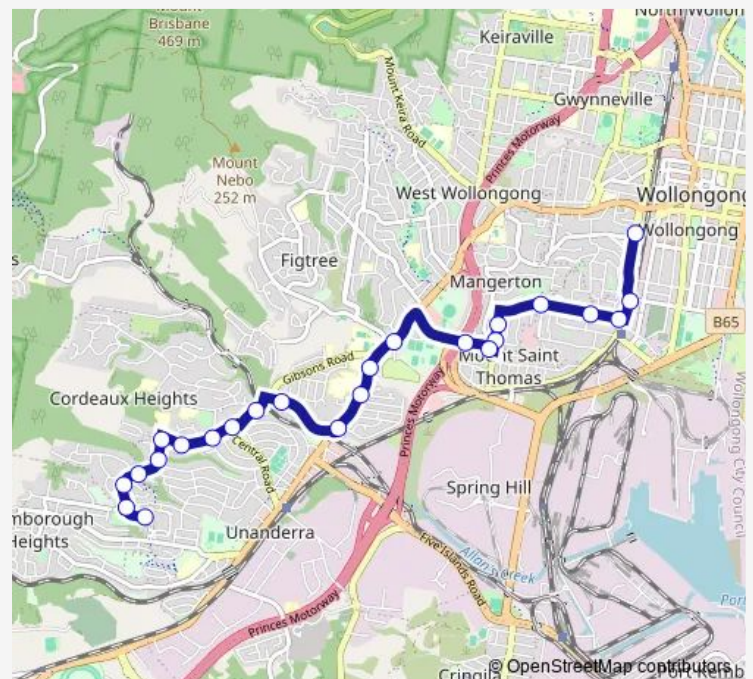 Mount
Brisbane
469 m
North Wollon
Keiraville
Mount Keira Road
Gwynneville
Princes Motorway
Mount
Nebo
252 m
West Wollongong
Wollongong
Wollongong
s
Figtree
Mangerton
B65
Gibsons Road
Mount Saint
Thomas
Cordeaux Heights
Central Road
Princes Motorway
Wollongong City Council
Spring Hill
mborough
Heights
Unanderra
Allan's Creek
Five Islands Road
Port
Princes Motorway
Cringila
© OpenStreetMap contributors
Port Kemb